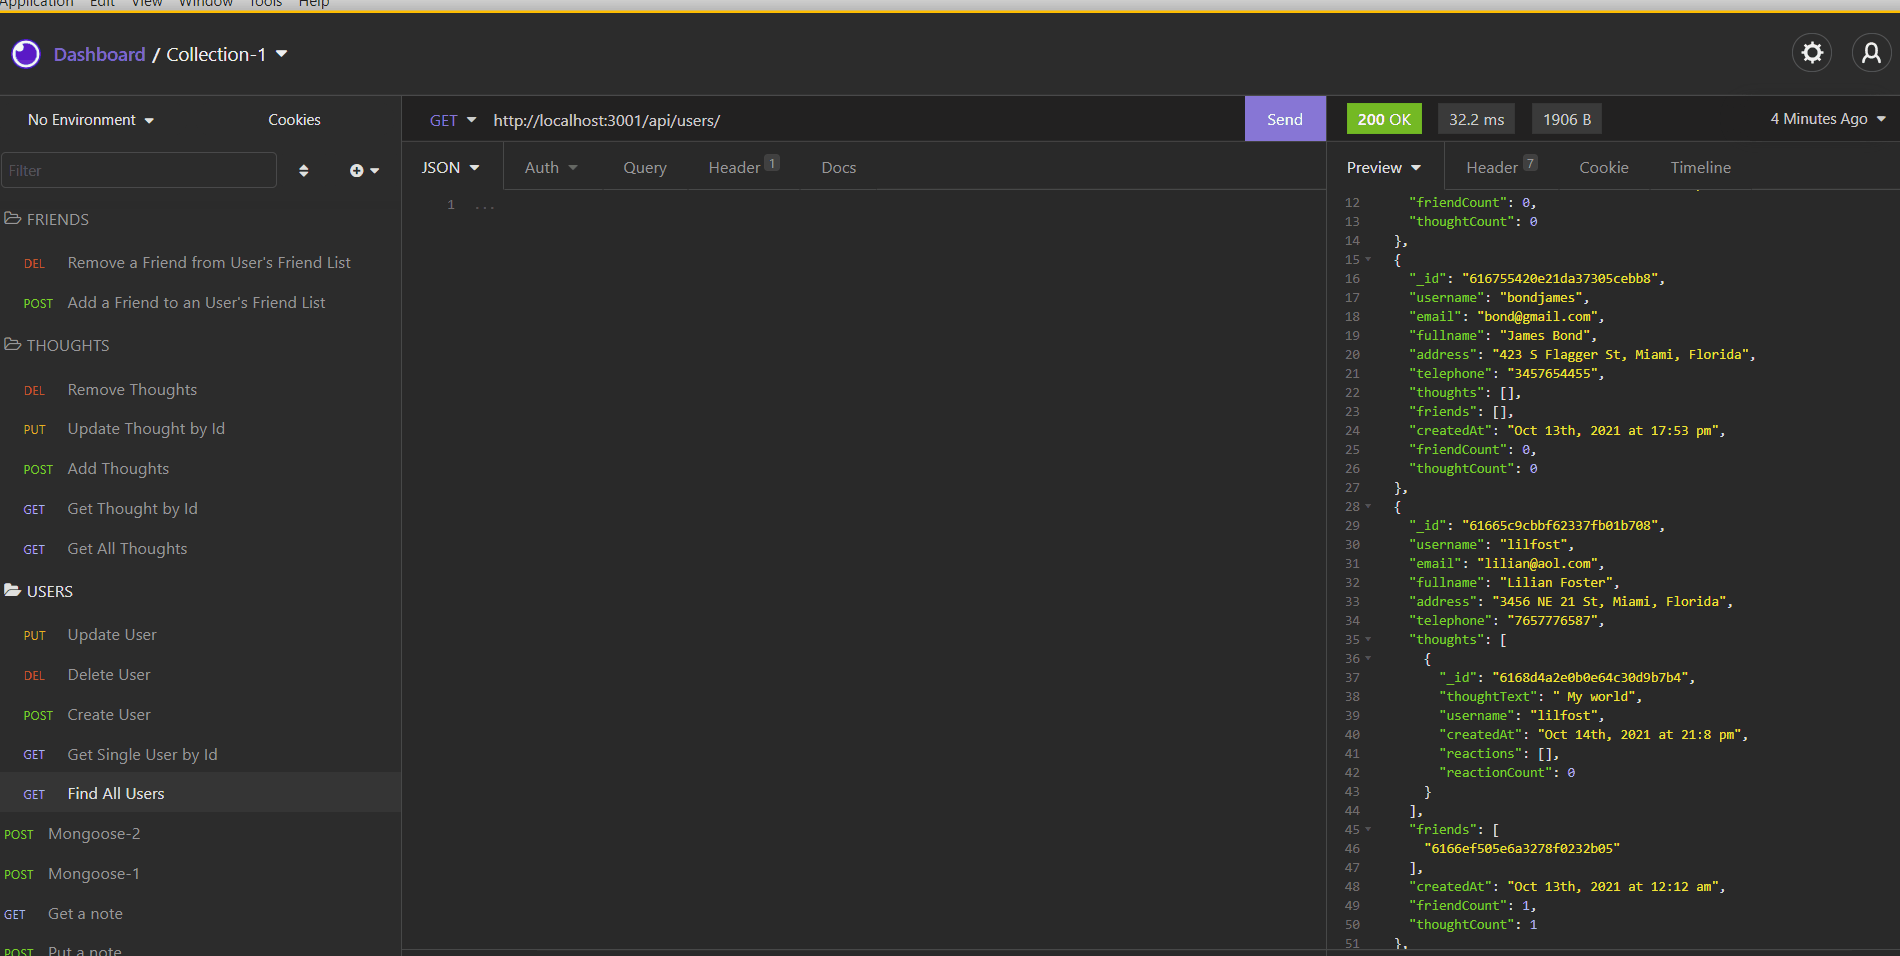 Application Edit View Window Tools Help
Dashboard / Collection-1
No Environment Cookies
Filter
FRIENDS
DEL Remove a Friend from User's Friend List
POST Add a Friend to an User's Friend List
THOUGHTS
DEL Remove Thoughts
PUT Update Thought by Id
POST Add Thoughts
GET Get Thought by Id
GET Get All Thoughts
USERS
PUT Update User
DEL Delete User
POST Create User
GET Get Single User by Id
GET Find All Users
POST Mongoose-2
POST Mongoose-1
GET Get a note
POST Put a note
GET http://localhost:3001/api/users/ Send
JSON Auth Query Header 1 Docs
1 ...
200 OK 32.2 ms 1906 B 4 Minutes Ago
Preview Header 7 Cookie Timeline
12 "friendCount": 0,
13 "thoughtCount": 0
14 },
15 {
16 "_id": "616755420e21da37305cebb8",
17 "username": "bondjames",
18 "email": "bond@gmail.com",
19 "fullname": "James Bond",
20 "address": "423 S Flagger St, Miami, Florida",
21 "telephone": "3457654455",
22 "thoughts": [],
23 "friends": [],
24 "createdAt": "Oct 13th, 2021 at 17:53 pm",
25 "friendCount": 0,
26 "thoughtCount": 0
27 },
28 {
29 "_id": "61665c9cbbf62337fb01b708",
30 "username": "lilfost",
31 "email": "lilian@aol.com",
32 "fullname": "Lilian Foster",
33 "address": "3456 NE 21 St, Miami, Florida",
34 "telephone": "7657776587",
35 "thoughts": [
36 {
37 "_id": "6168d4a2e0b0e64c30d9b7b4",
38 "thoughtText": " My world",
39 "username": "lilfost",
40 "createdAt": "Oct 14th, 2021 at 21:8 pm",
41 "reactions": [],
42 "reactionCount": 0
43 }
44 ],
45 "friends": [
46 "6166ef505e6a3278f0232b05"
47 ],
48 "createdAt": "Oct 13th, 2021 at 12:12 am",
49 "friendCount": 1,
50 "thoughtCount": 1
51 },